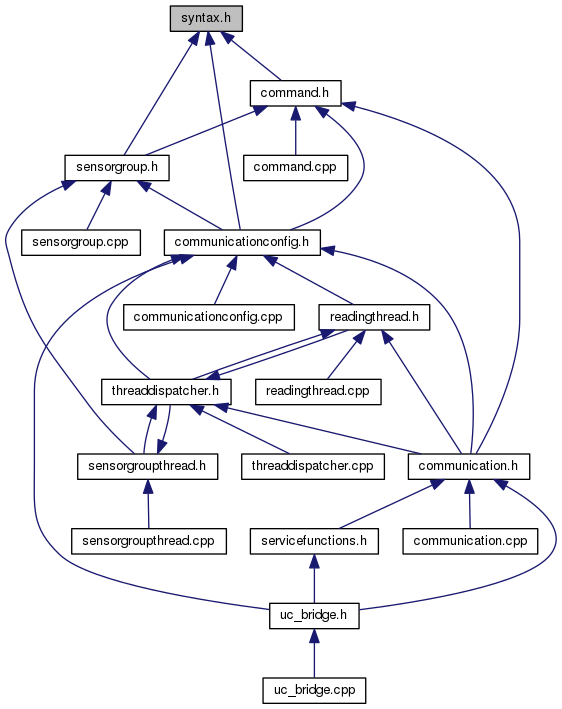 syntax.h
command.h
sensorgroup.h
command.cpp
sensorgroup.cpp
communicationconfig.h
communicationconfig.cpp
readingthread.h
threaddispatcher.h
readingthread.cpp
sensorgroupthread.h
threaddispatcher.cpp
communication.h
sensorgroupthread.cpp
servicefunctions.h
communication.cpp
uc_bridge.h
uc_bridge.cpp